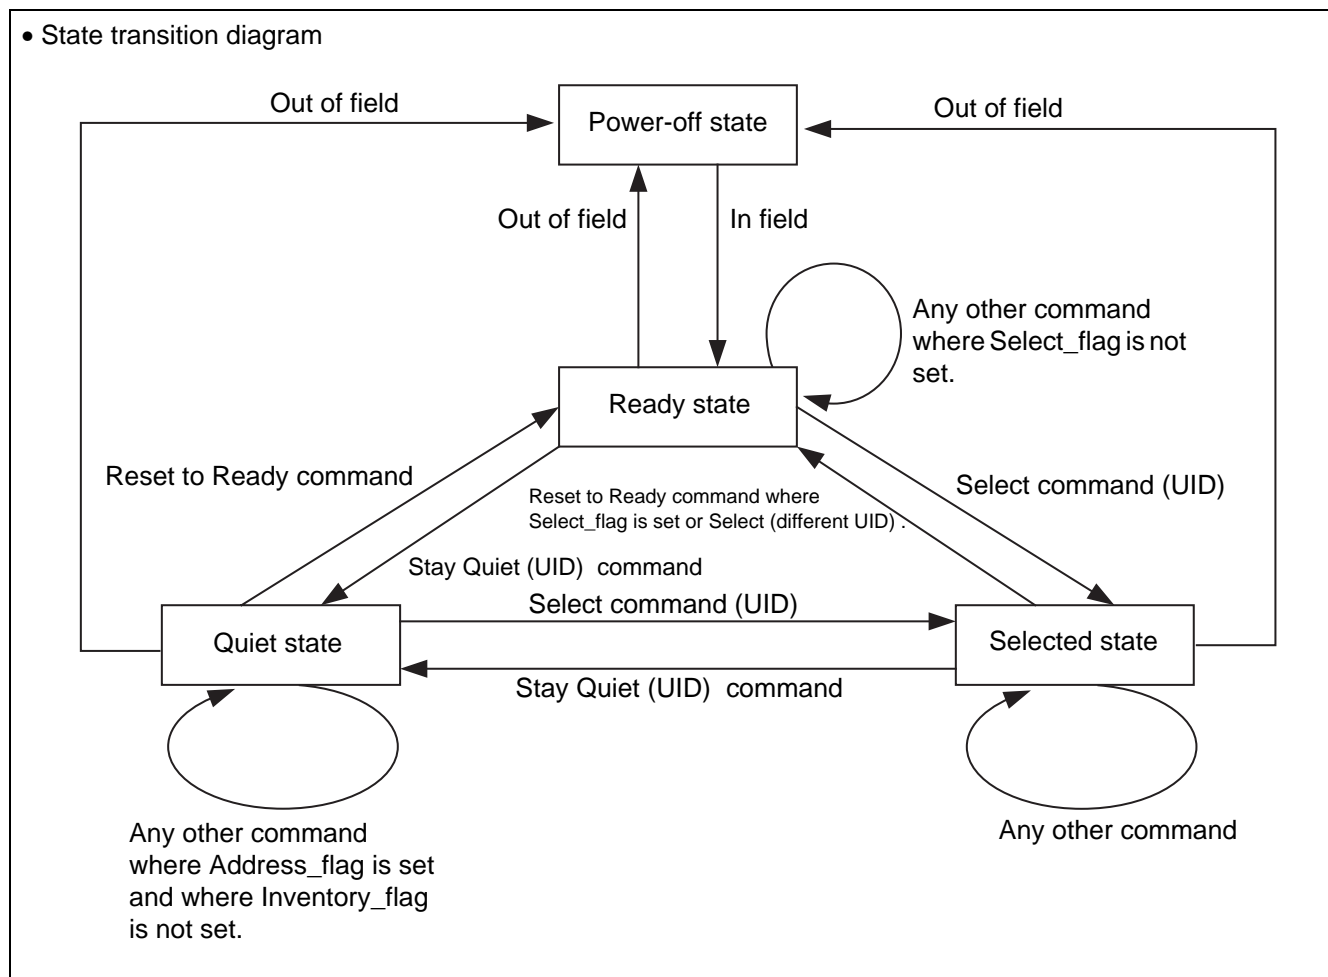 • State transition diagram
Out of field
Power-off state
Out of field
Out of field
In field
Any other command
where Select_flag is not
set.
Ready state
Reset to Ready command
Select command (UID)
Reset to Ready command where
Select_flag is set or Select (different UID) .
Stay Quiet (UID) command
Select command (UID)
Quiet state
Selected state
Stay Quiet (UID) command
Any other command
where Address_flag is set
and where Inventory_flag
is not set.
Any other command